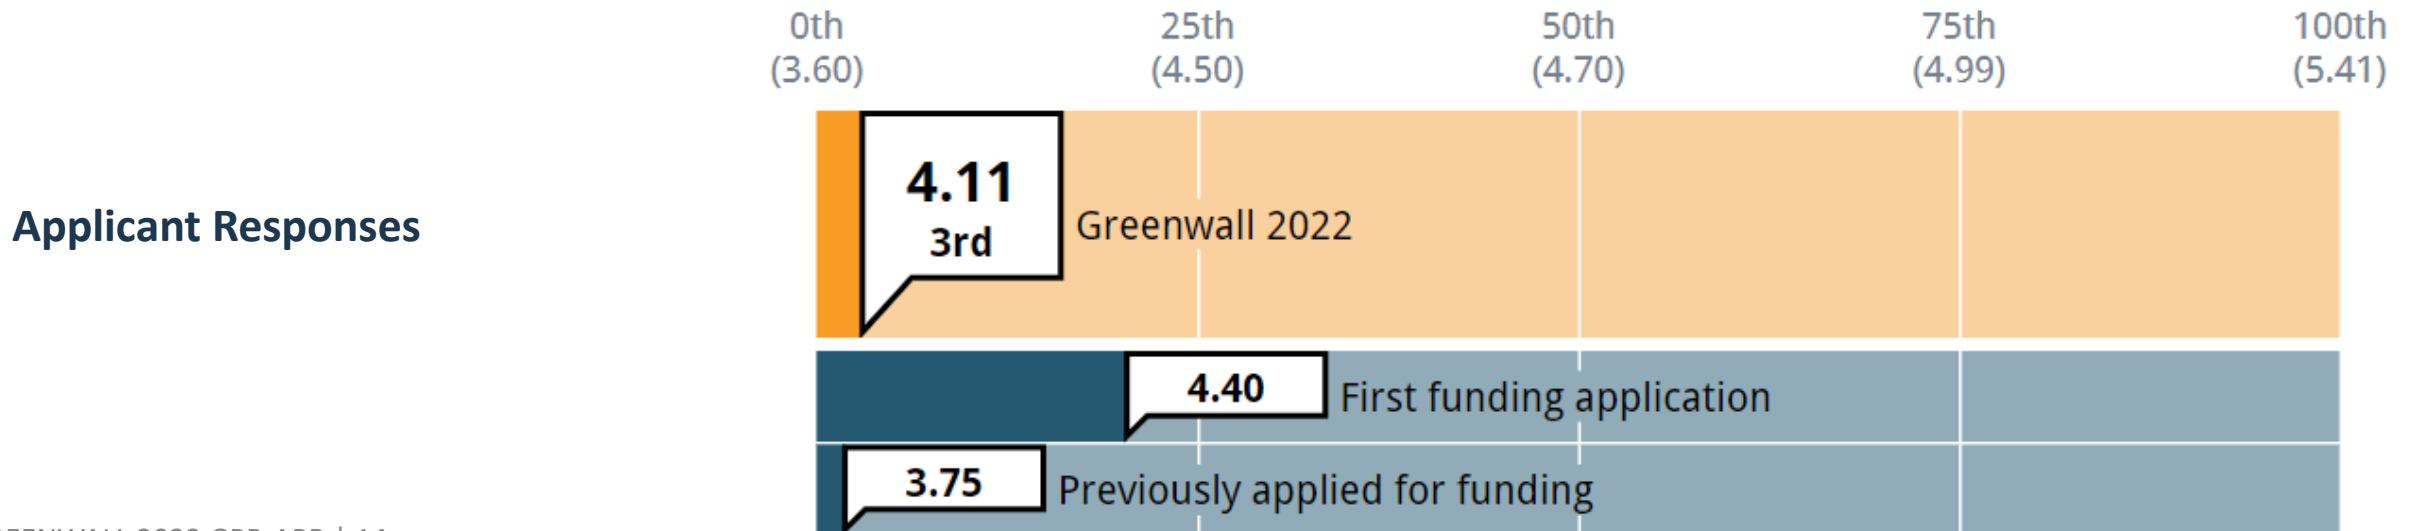 0th 25th 50th 75th 100th
(3.60) (4.50) (4.70) (4.99) (5.41)
4.11
3rd
Applicant Responses
Greenwall 2022
4.40
First funding application
3.75
Previously applied for funding